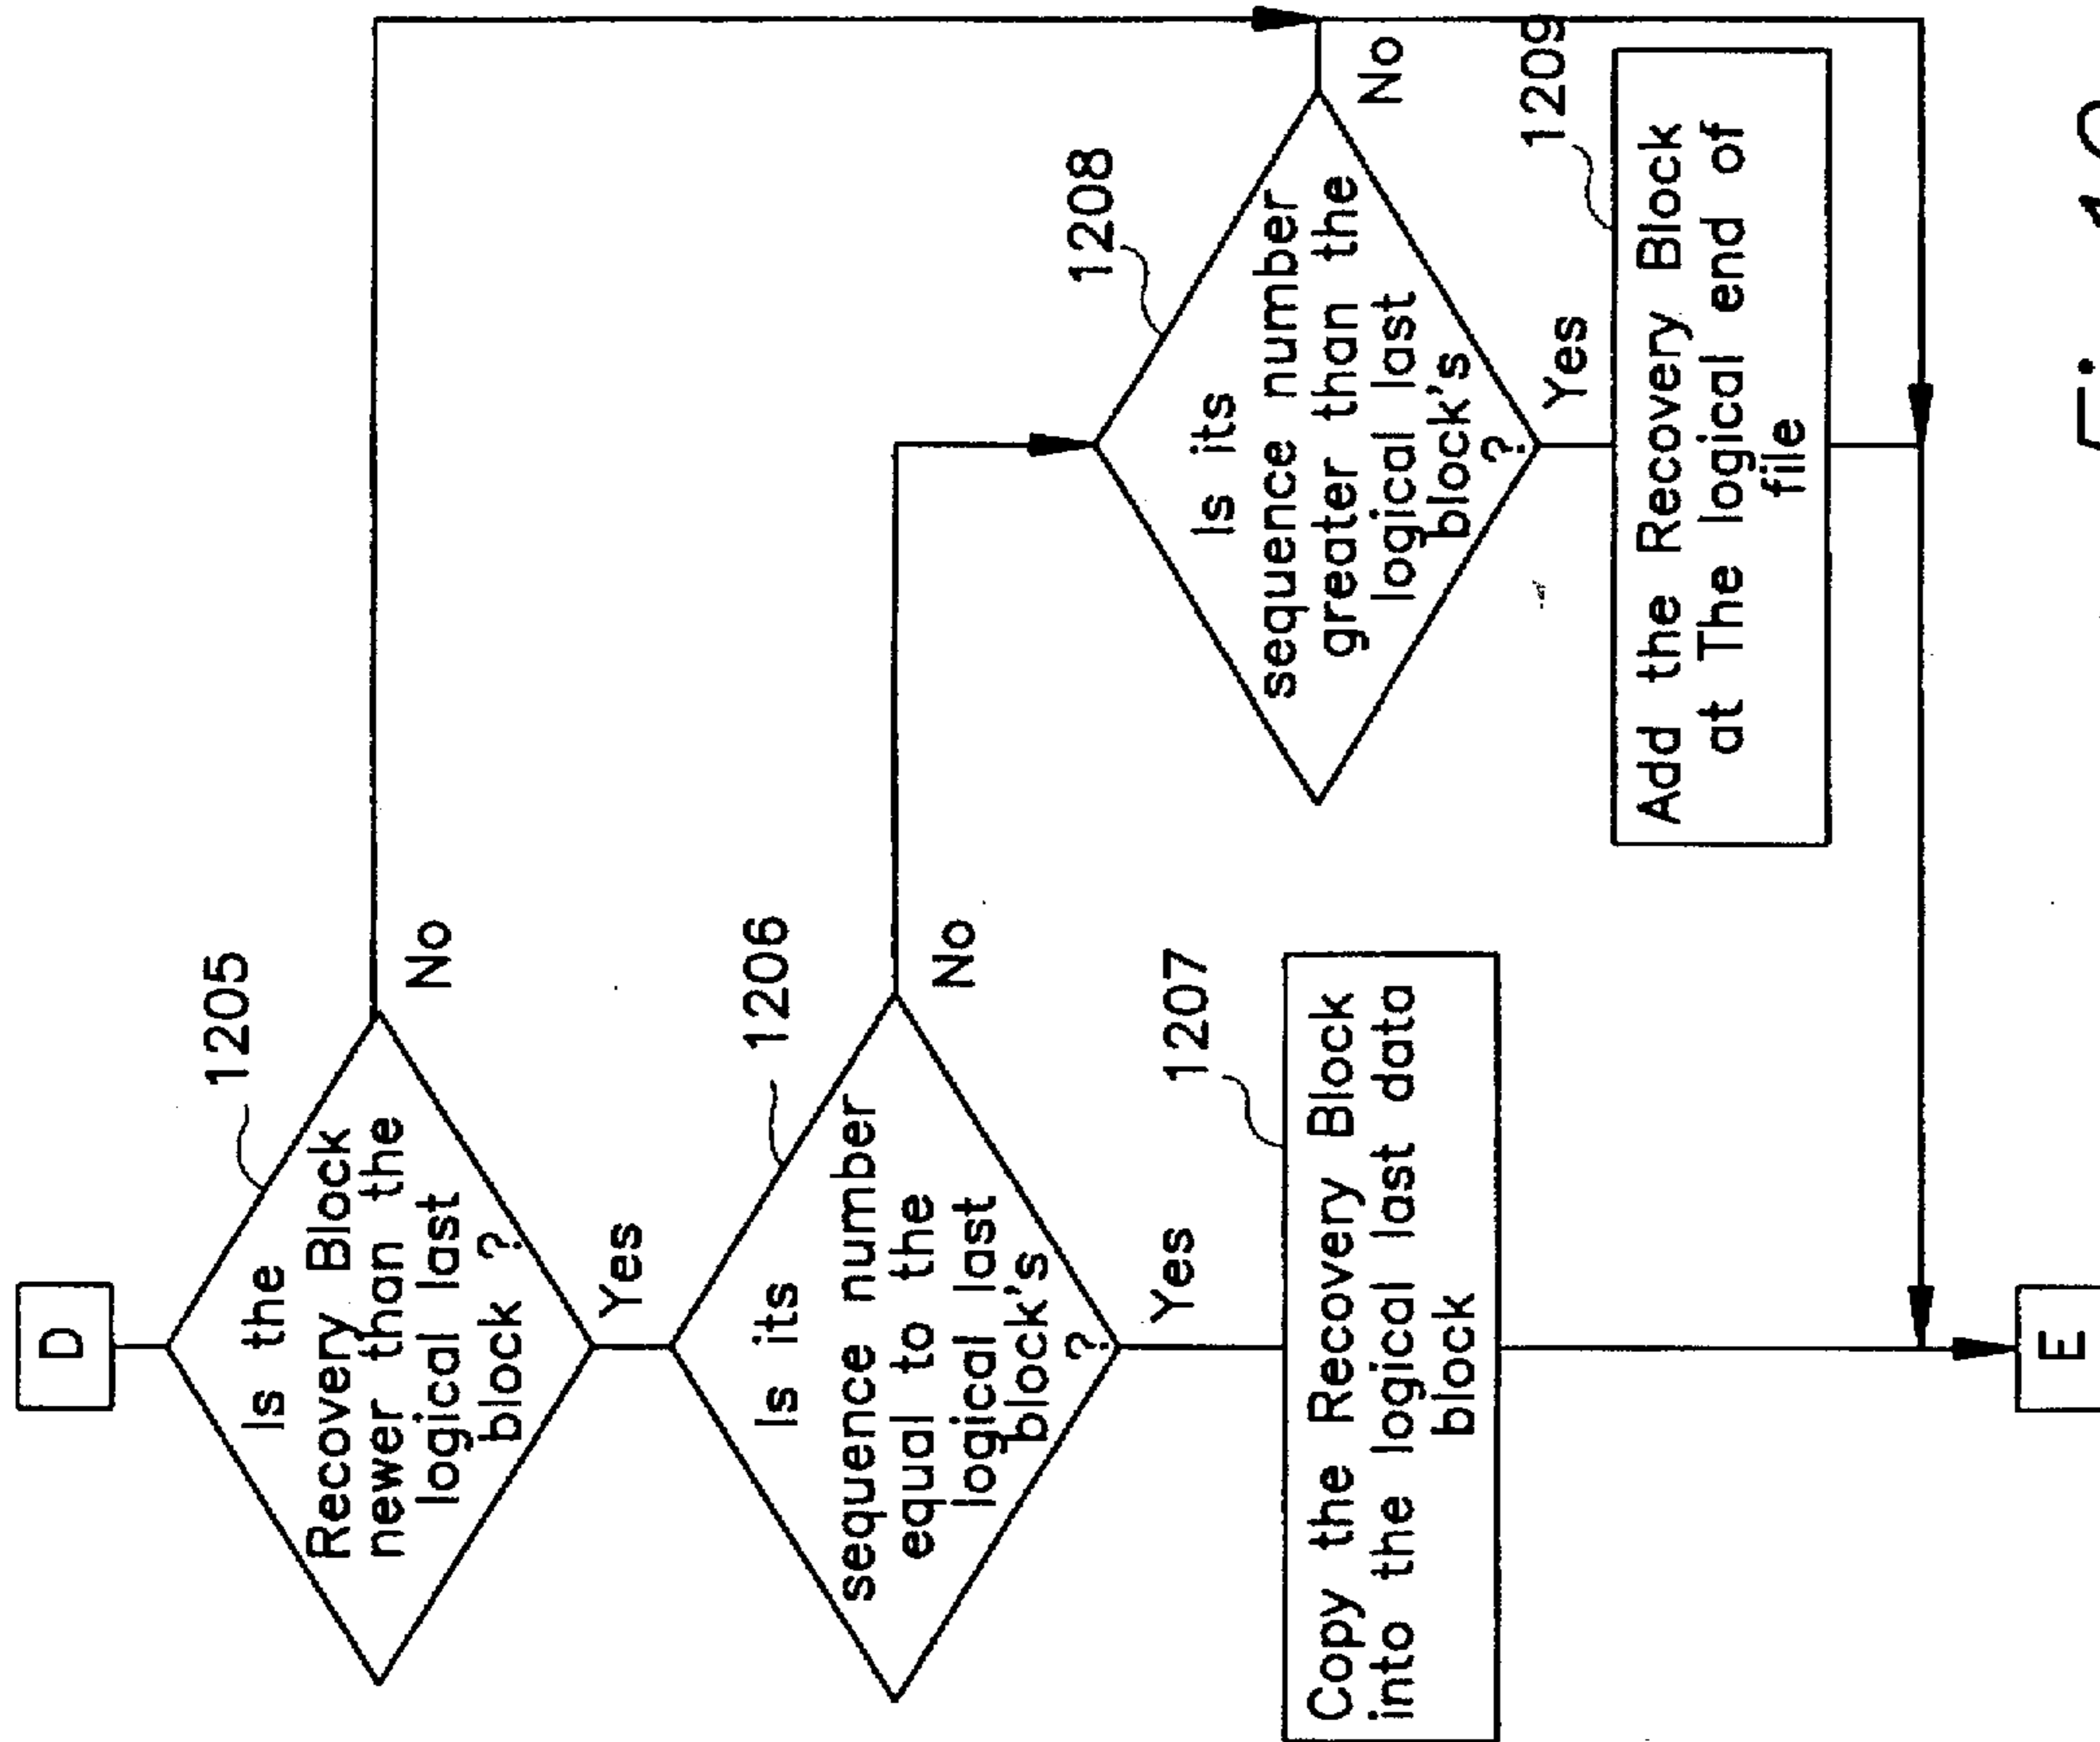 D
1205
Is the
Recovery Block
newer than the
logical last
block ?
No
Yes
1206
Is its
sequence number
equal to the
logical last
block's
?
No
Yes
1207
Copy the Recovery Block
into the logical last data
block
1208
Is its
sequence number
greater than the
logical last
block's
?
No
Yes
1209
Add the Recovery Block
at The logical end of
file
E